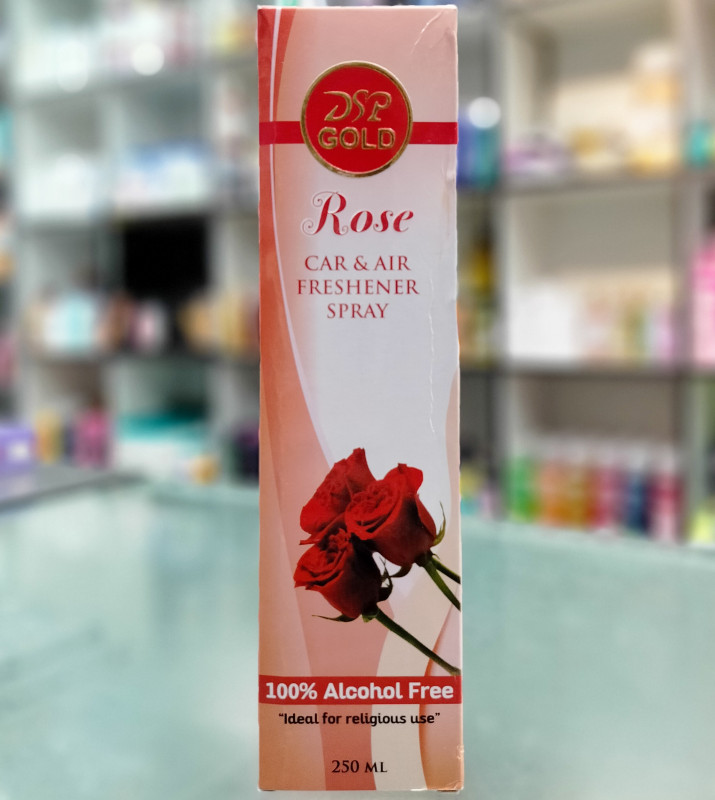 DSP
GOLD
Rose
CAR & AIR
FRESHENER
SPRAY
100% Alcohol Free
"Ideal for religious use"
250 ML